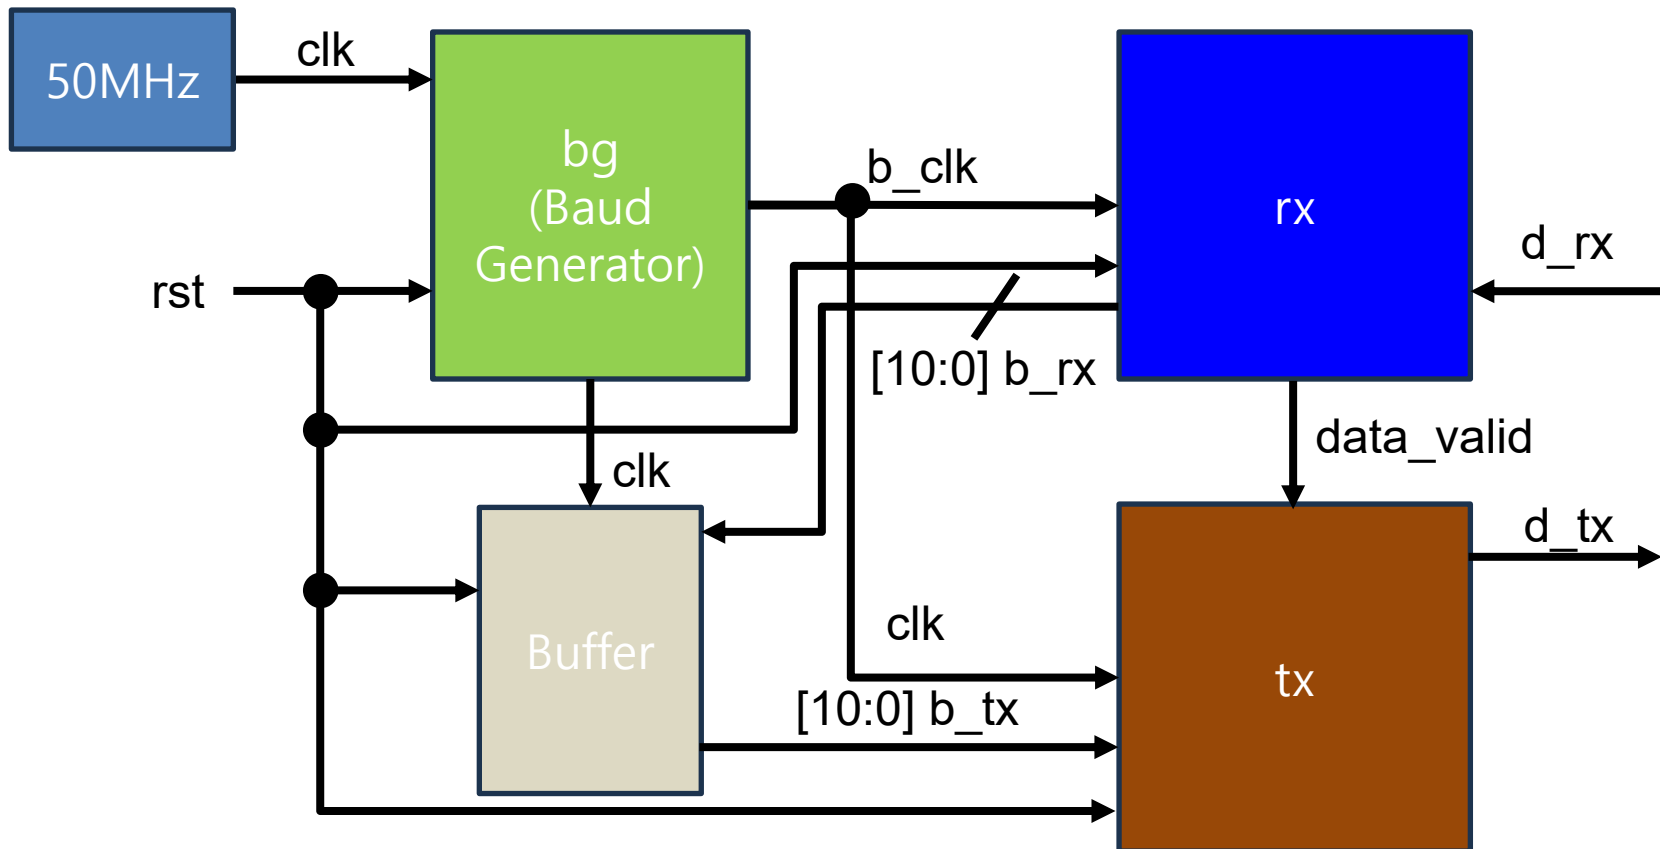 50MHz
clk
bg
(Baud
Generator)
b_clk
rx
d_rx
rst
[10:0] b_rx
data_valid
clk
d_tx
Buffer
clk
tx
[10:0] b_tx